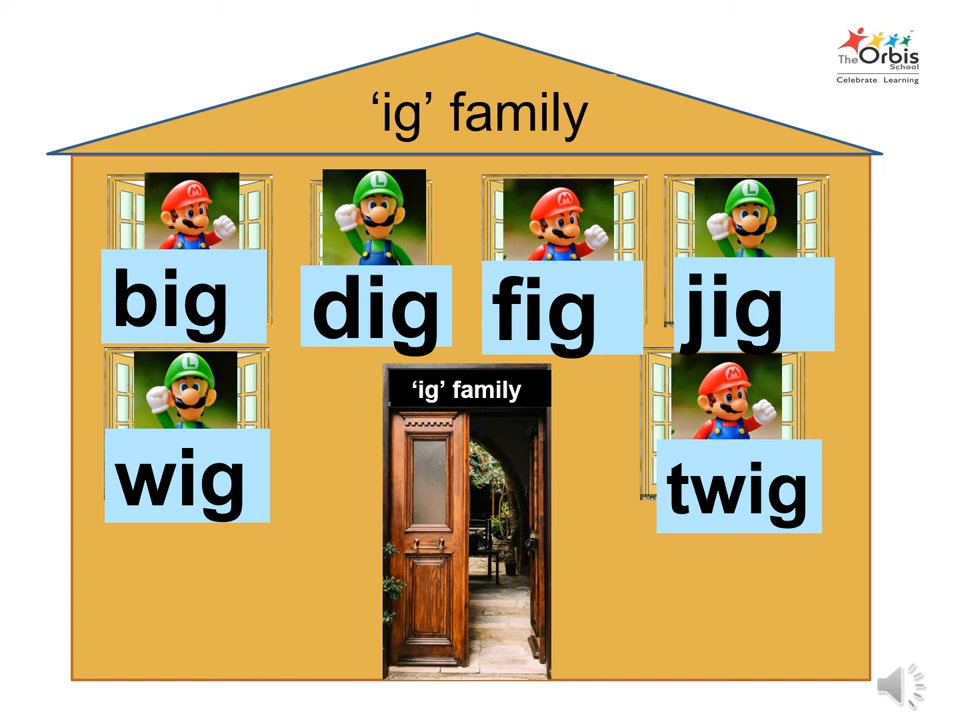 The Orbis
School
Celebrate Learning
‘ig’ family
M
L
M
L
big
dig
fig
jig
L
‘ig’ family
M
wig
twig